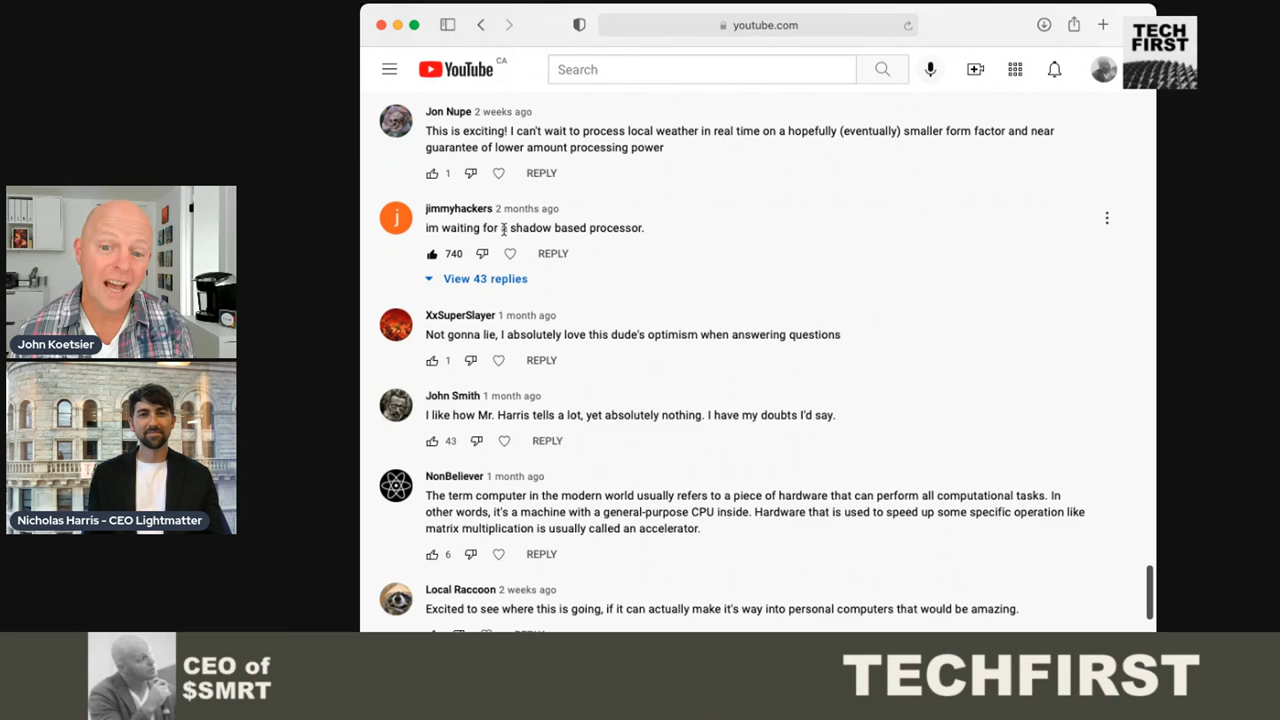 youtube.com
TECH
FIRST
YouTube CA
Search
Jon Nupe 2 weeks ago
This is exciting! I can't wait to process local weather in real time on a hopefully (eventually) smaller form factor and near
guarantee of lower amount processing power
1 REPLY
jimmyhackers 2 months ago
j
im waiting for a shadow based processor.
740 REPLY
View 43 replies
XxSuperSlayer 1 month ago
Not gonna lie, I absolutely love this dude's optimism when answering questions
1 REPLY
John Smith 1 month ago
I like how Mr. Harris tells a lot, yet absolutely nothing. I have my doubts I'd say.
43 REPLY
NonBeliever 1 month ago
The term computer in the modern world usually refers to a piece of hardware that can perform all computational tasks. In
other words, it's a machine with a general-purpose CPU inside. Hardware that is used to speed up some specific operation like
matrix multiplication is usually called an accelerator.
6 REPLY
Local Raccoon 2 weeks ago
Excited to see where this is going, if it can actually make it's way into personal computers that would be amazing.
John Koetsier
Nicholas Harris - CEO Lightmatter
CEO of
$SMRT
TECHFIRST